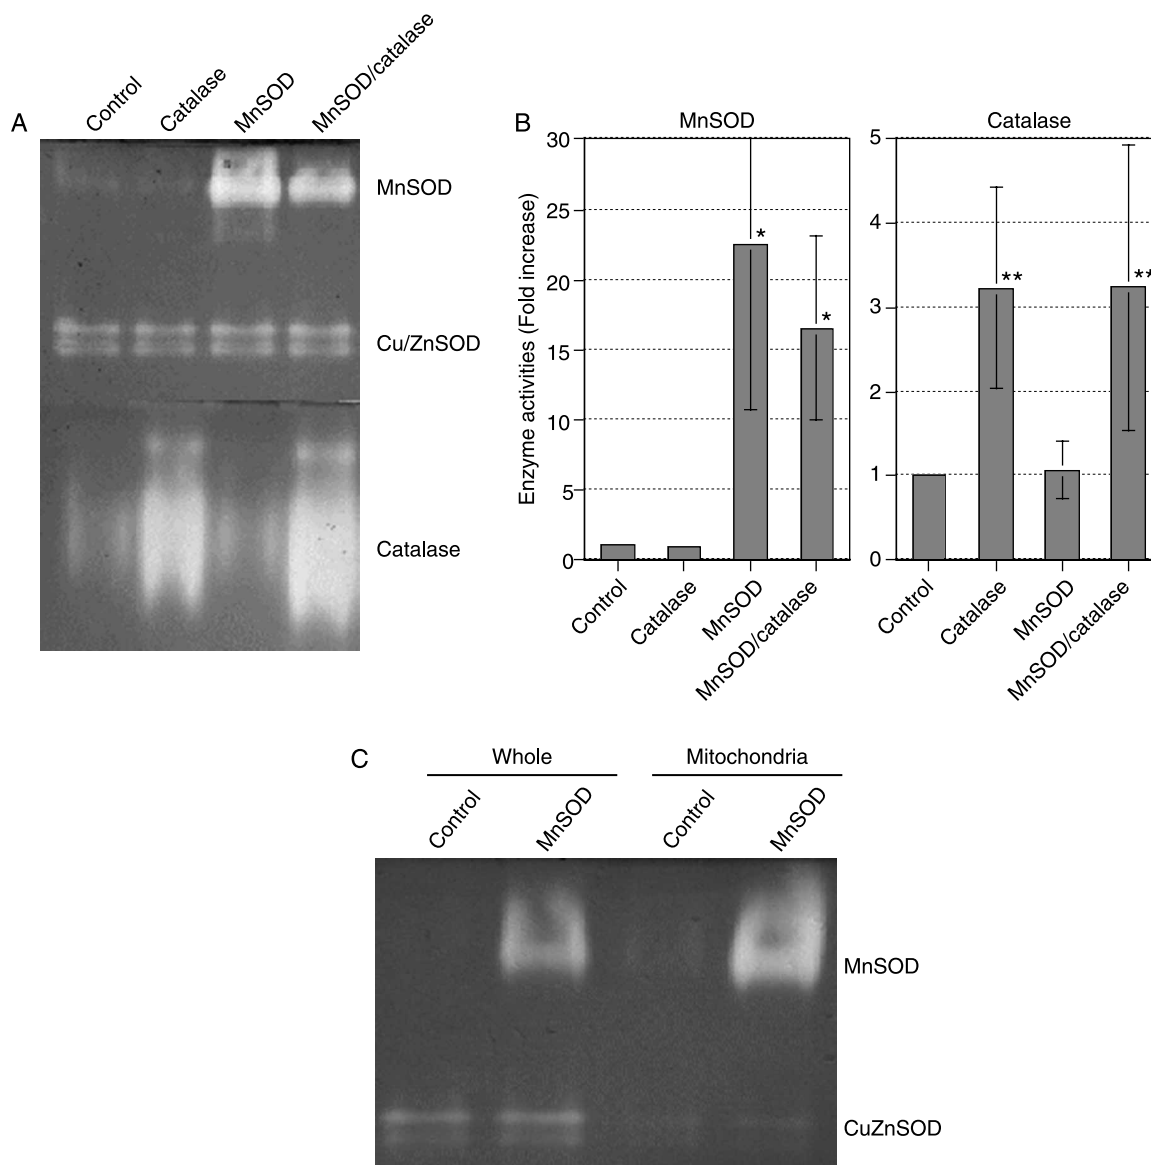 A
Control
Catalase
MnSOD
MnSOD/catalase
MnSOD
Cu/ZnSOD
Catalase
B
MnSOD
Enzyme activities (Fold increase)
30
25
20
15
10
5
0
*
*
Control
Catalase
MnSOD
MnSOD/catalase
Catalase
5
4
3
2
1
0
**
**
Control
Catalase
MnSOD
MnSOD/catalase
C
Whole
Mitochondria
Control
MnSOD
Control
MnSOD
MnSOD
CuZnSOD